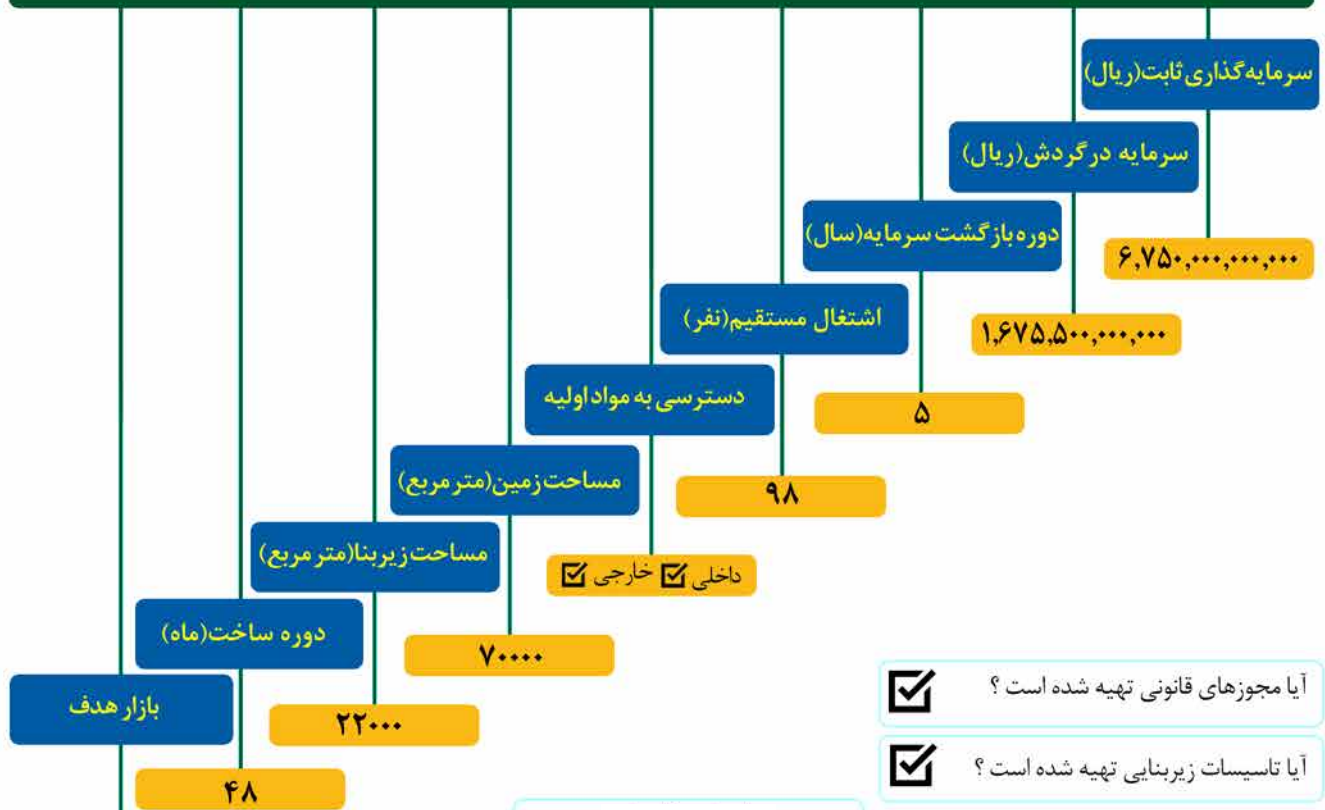 سرمایه‌گذاری ثابت(ریال)
۶,۷۵۰,۰۰۰,۰۰۰,۰۰۰
سرمایه در گردش(ریال)
۱,۶۷۵,۵۰۰,۰۰۰,۰۰۰
دوره بازگشت سرمایه(سال)
۵
اشتغال مستقیم(نفر)
۹۸
دسترسی به مواد اولیه
داخلی ☑ خارجی ☑
مساحت زمین(متر مربع)
۷۰۰۰۰
مساحت زیربنا(متر مربع)
۲۲۰۰۰
دوره ساخت(ماه)
۴۸
بازار هدف
آیا مجوزهای قانونی تهیه شده است ؟ ☑
آیا تاسیسات زیربنایی تهیه شده است ؟ ☑